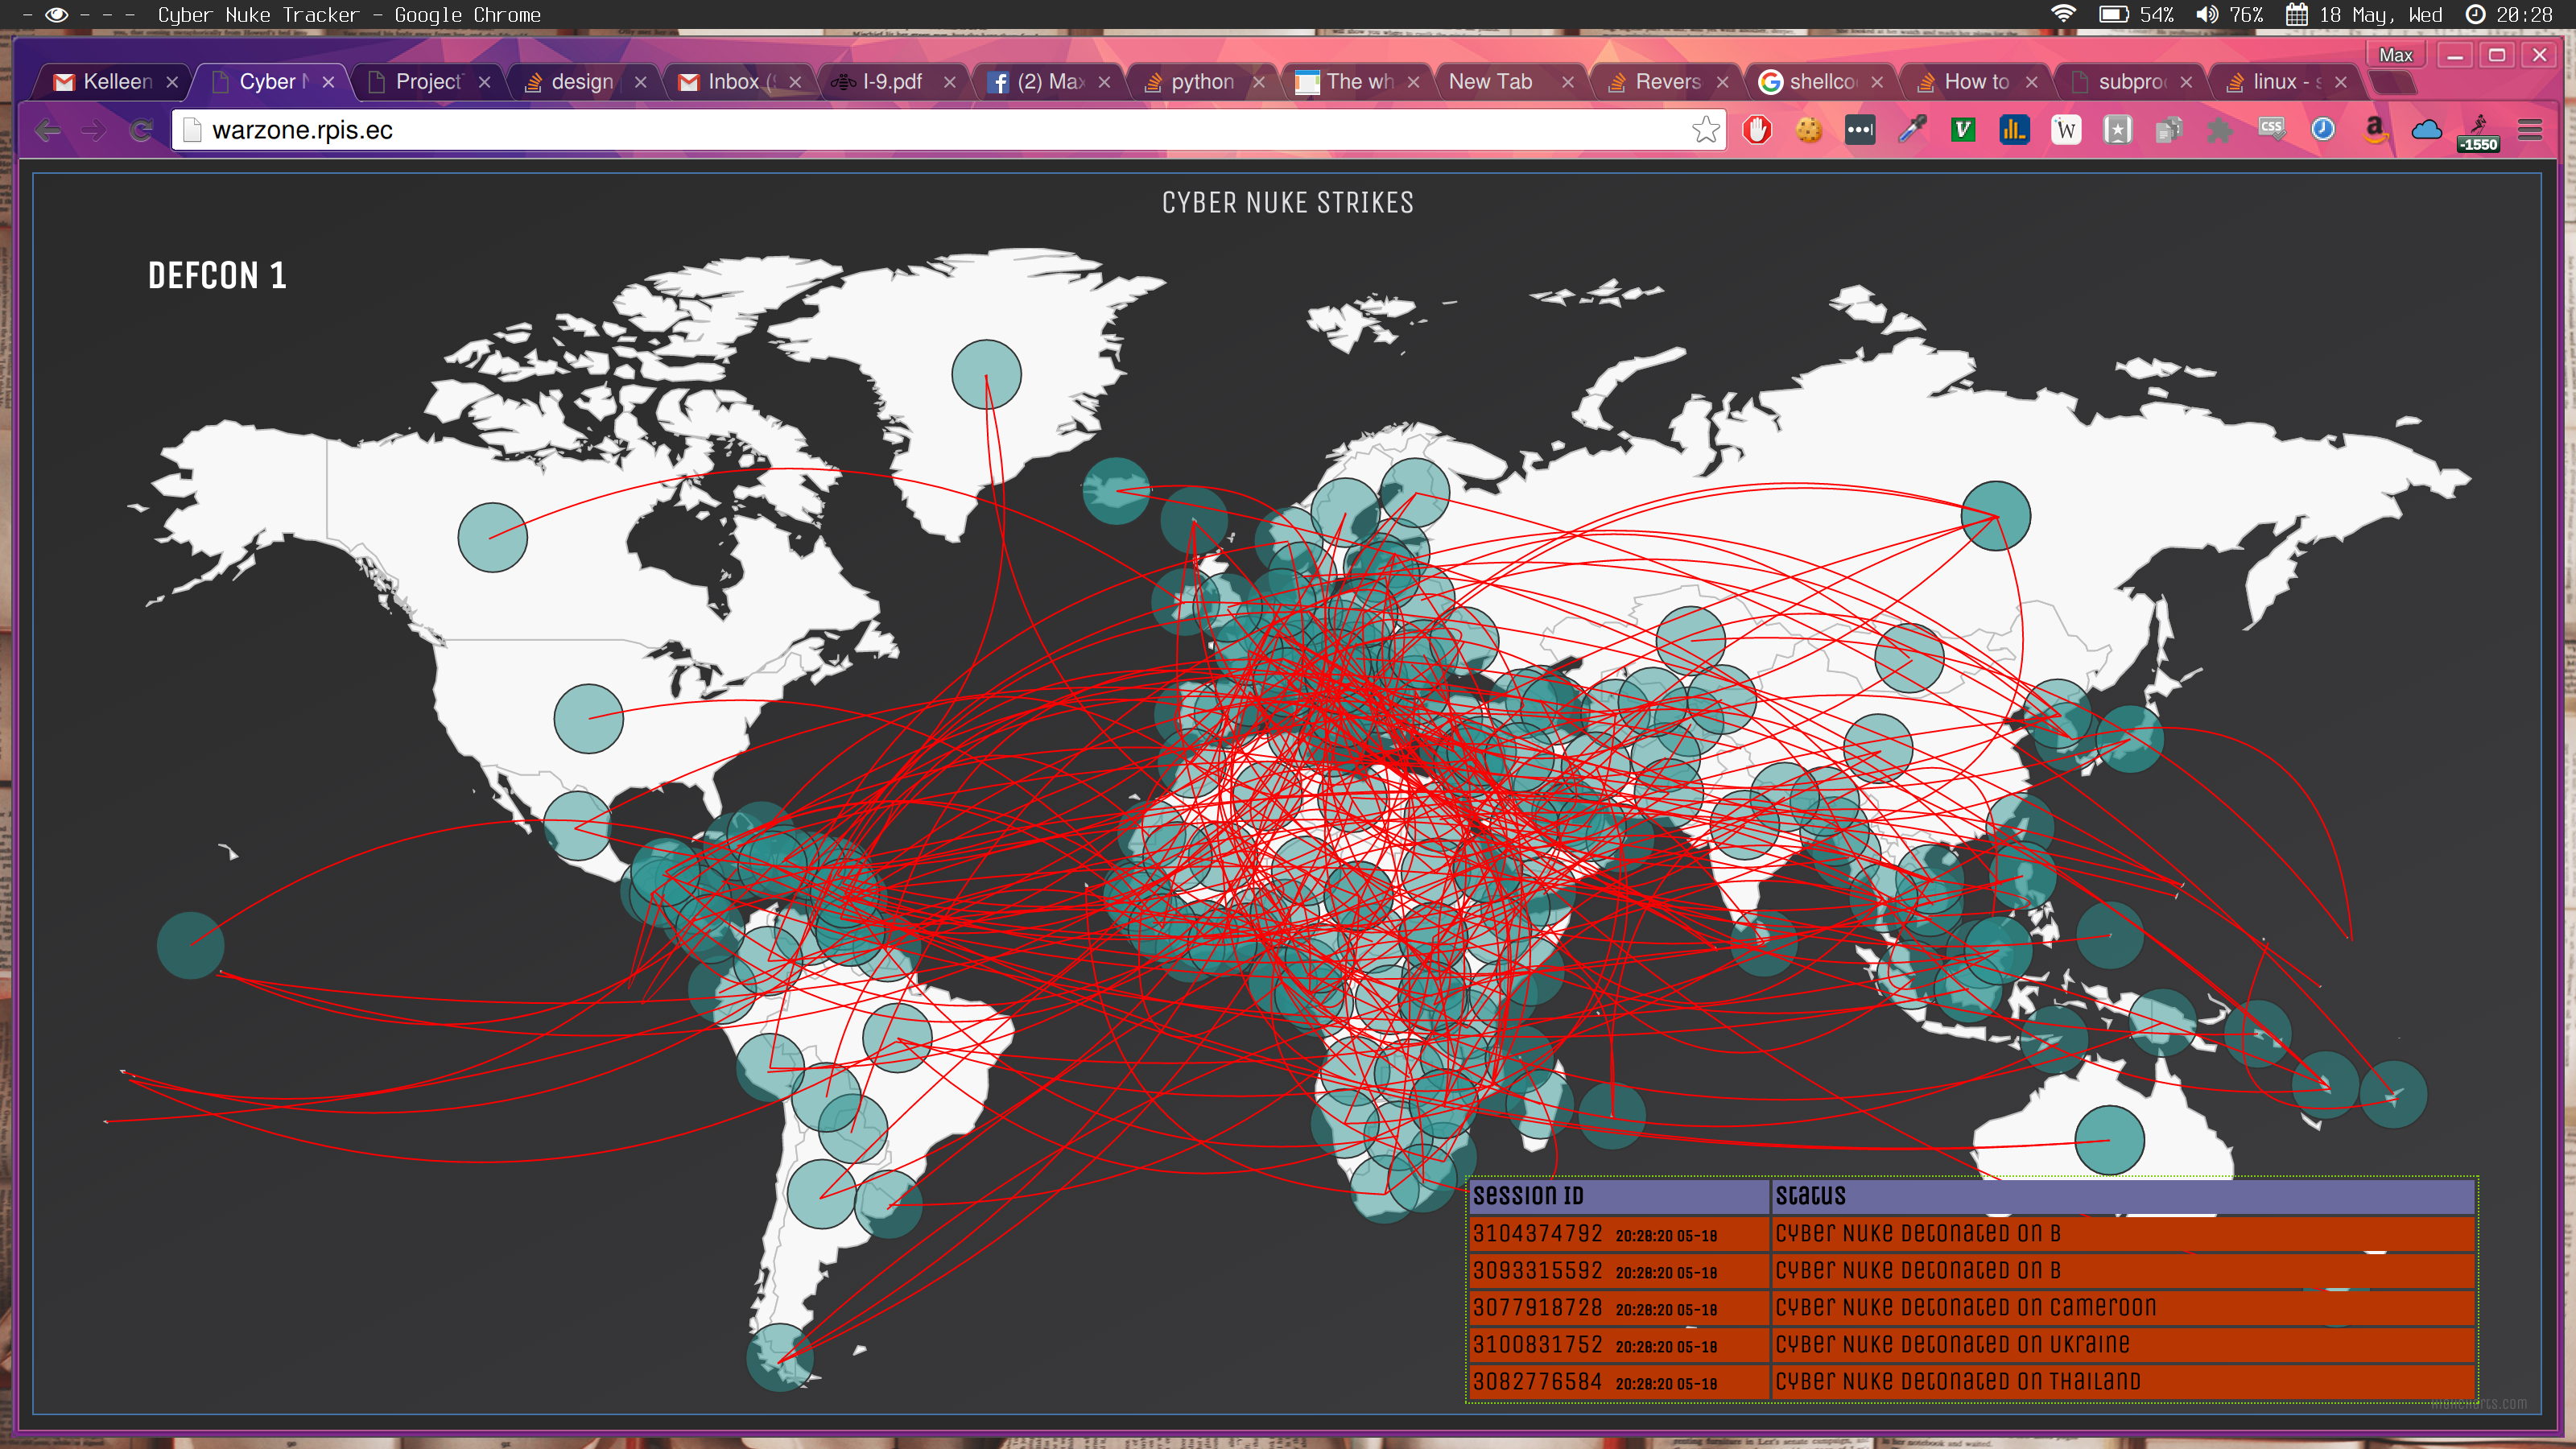 Cyber Nuke Tracker - Google Chrome
54% 76% 18 May, Wed 20:28
Max
Kelleen Cyber N Project design Inbox ( I-9.pdf (2) Max python The wh New Tab Revers shellco How to subproc linux - s
warzone.rpis.ec
-1550
CYBER NUKE STRIKES
DEFCON 1
Session ID Status
3104374792 20:28:20 05-18 Cyber Nuke Detonated on B
3093315592 20:28:20 05-18 Cyber Nuke Detonated on B
3077918728 20:28:20 05-18 Cyber Nuke Detonated on Cameroon
3100831752 20:28:20 05-18 Cyber Nuke Detonated on Ukraine
3082776584 20:28:20 05-18 Cyber Nuke Detonated on Thailand